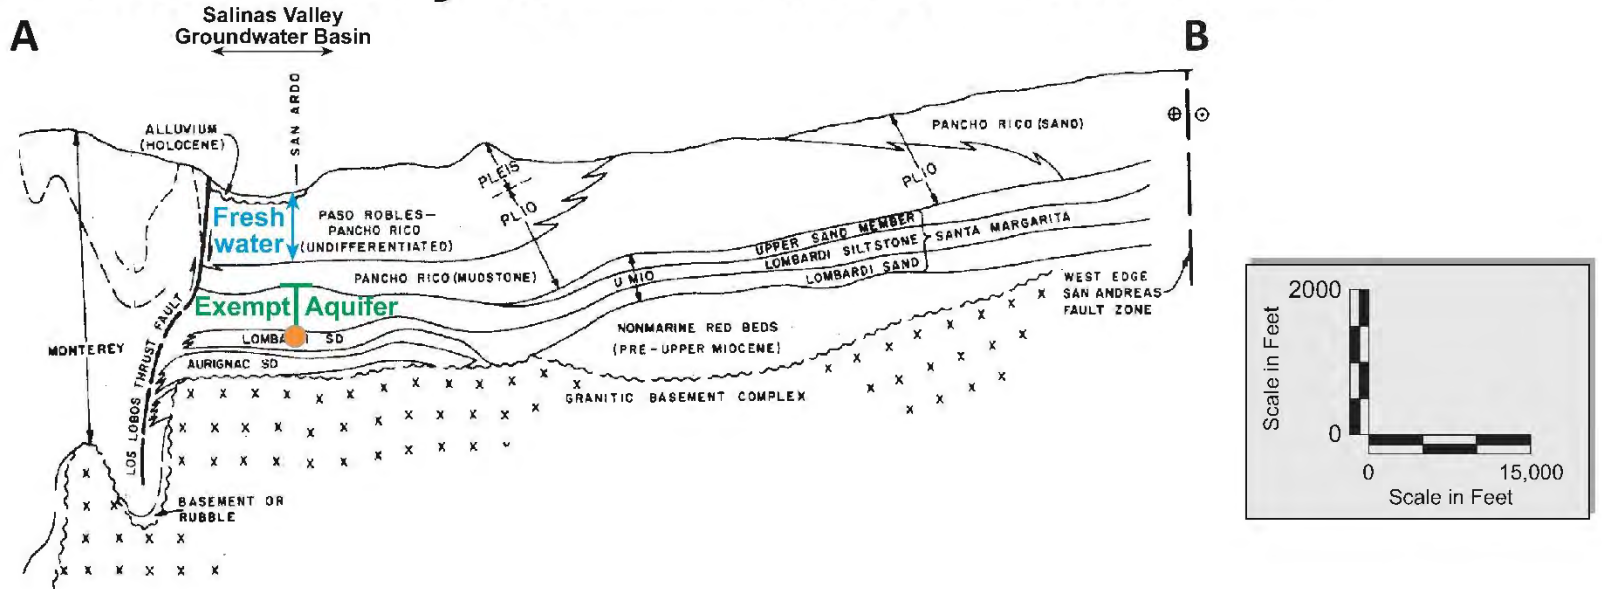 Salinas Valley
Groundwater Basin
A
B
SAN ARDO
ALLUVIUM
(HOLOCENE)
PANCHO RICO (SAND)
PLEIS
PLIO
PLIO
Fresh
water
PASO ROBLES-
PANCHO RICO
(UNDIFFERENTIATED)
UPPER SAND MEMBER
LOMBARDI SILTSTONE
SANTA MARGARITA
LOMBARDI SAND
PANCHO RICO (MUDSTONE)
U MIO
WEST EDGE
SAN ANDREAS
FAULT ZONE
Exempt Aquifer
NONMARINE RED BEDS
(PRE-UPPER MIOCENE)
MONTEREY
LOS LOBOS THRUST FAULT
SD
AURIGNAC SD
GRANITIC BASEMENT COMPLEX
BASEMENT OR
RUBBLE
2000
Scale in Feet
0
0 15,000
Scale in Feet